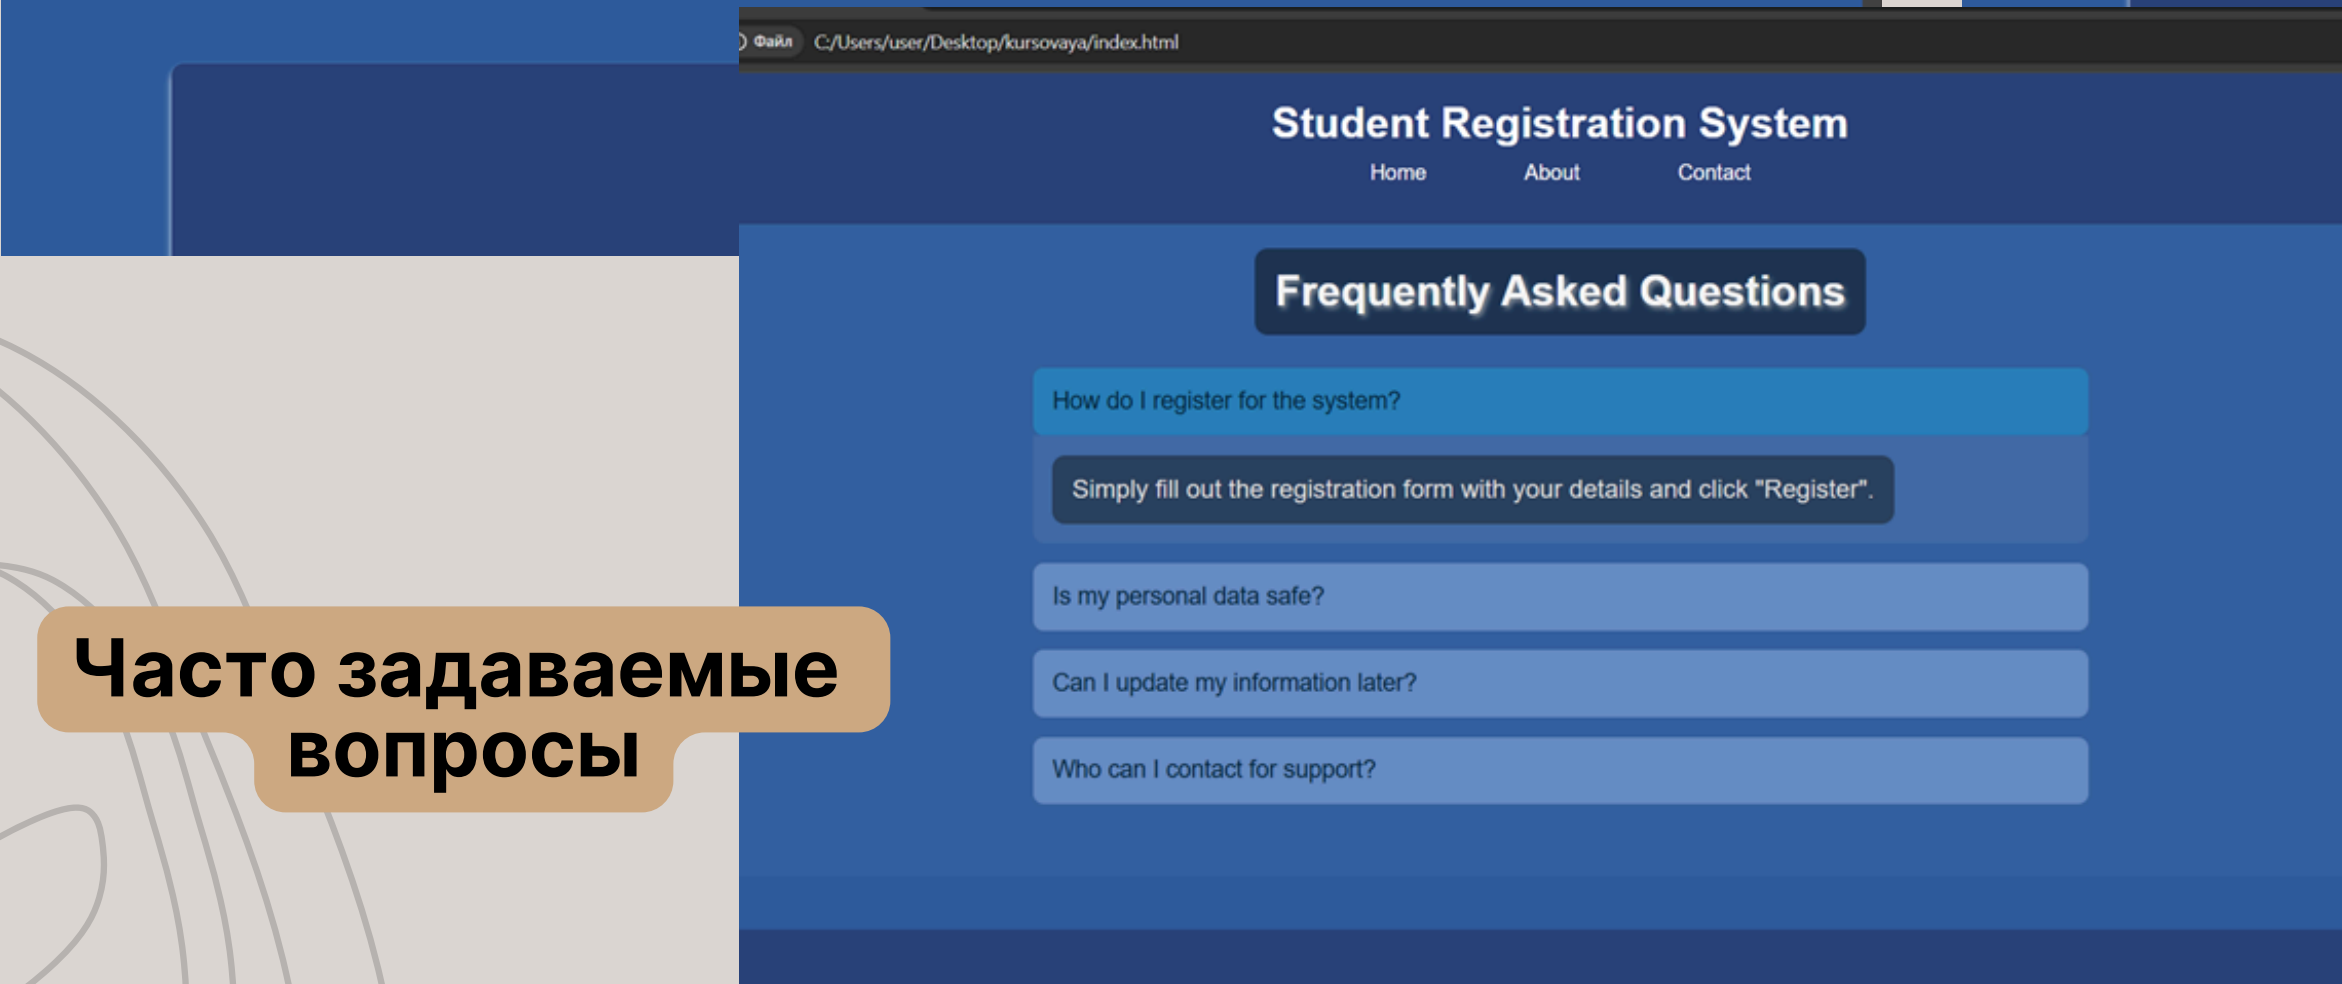 Файл C:/Users/user/Desktop/kursovaya/index.html
Student Registration System
Home About Contact
Frequently Asked Questions
How do I register for the system?
Simply fill out the registration form with your details and click "Register".
Is my personal data safe?
Can I update my information later?
Who can I contact for support?
Часто задаваемые
вопросы